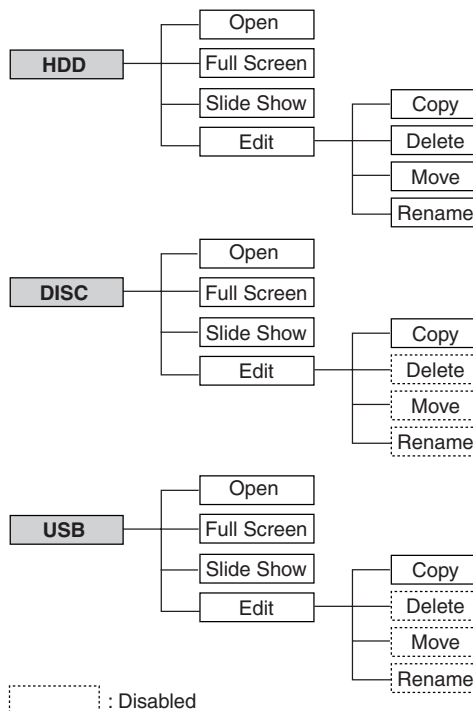 Open
HDD
Full Screen
Slide Show
Edit
Copy
Delete
Move
Rename
Open
DISC
Full Screen
Slide Show
Edit
Copy
Delete
Move
Rename
Open
USB
Full Screen
Slide Show
Edit
Copy
Delete
Move
Rename
: Disabled